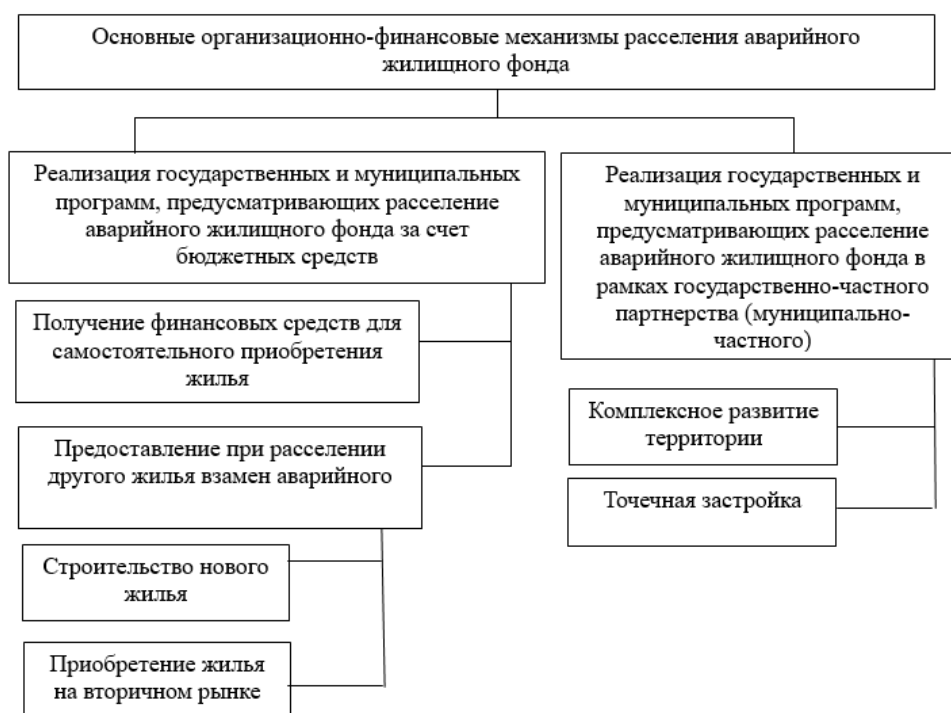 Основные организационно-финансовые механизмы расселения аварийного
жилищного фонда
Реализация государственных и муниципальных
программ, предусматривающих расселение
аварийного жилищного фонда за счет
бюджетных средств
Реализация государственных и
муниципальных программ,
предусматривающих расселение
аварийного жилищного фонда в
рамках государственно-частного
партнерства (муниципально-
частного)
Получение финансовых средств для
самостоятельного приобретения
жилья
Предоставление при расселении
другого жилья взамен аварийного
Строительство нового
жилья
Приобретение жилья
на вторичном рынке
Комплексное развитие
территории
Точечная застройка